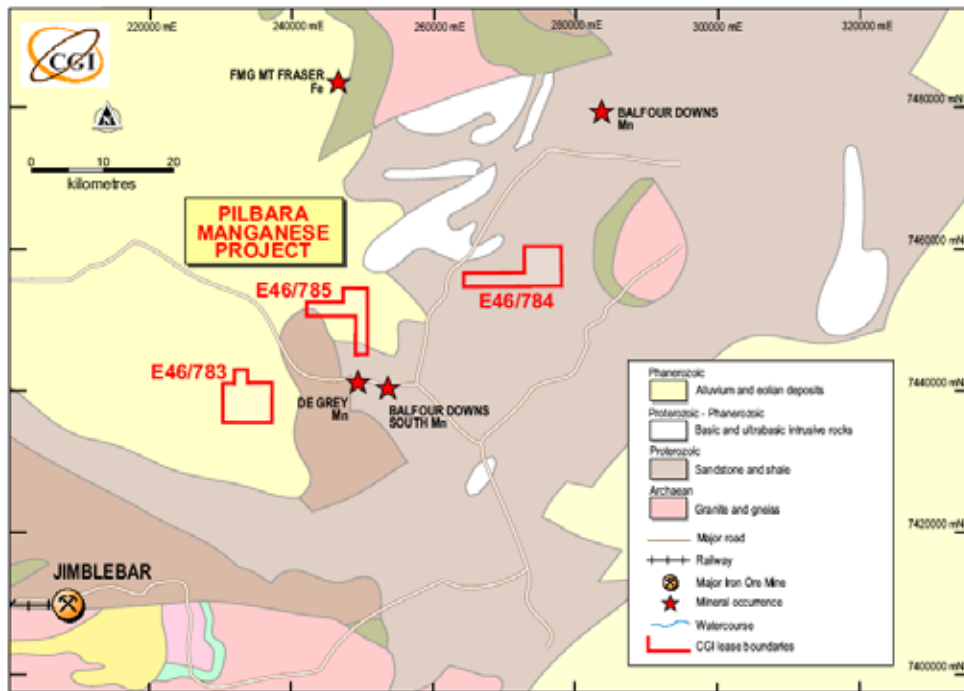 220000 mE
240000 mE
260000 mE
280000 mE
300000 mE
320000 mE
CGI
N
FMG MT FRASER
Fe
BALFOUR DOWNS
Mn
7480000 mN
0 10 20
kilometres
PILBARA
MANGANESE
PROJECT
7460000 mN
E46/785
E46/784
E46/783
DE GREY
Mn
BALFOUR DOWNS
SOUTH Mn
7440000 mN
Phanerozoic
Alluvium and eolian deposits
Proterozoic - Phanerozoic
Basic and ultrabasic intrusive rocks
Proterozoic
Sandstone and shale
Archaean
Granite and gneiss
Major road
Railway
Major Iron Ore Mine
Mineral occurrence
Watercourse
CGI lease boundaries
7420000 mN
JIMBLEBAR
7400000 mN